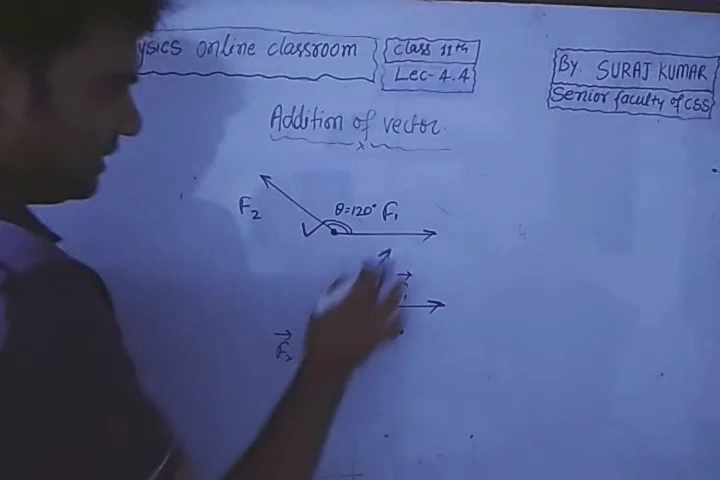 ysics online classroom
Class 11th
Lec-4.4
By. SURAJ KUMAR
Senior faculty of CSS
Addition of vector.
F₂ θ=120° F₁
F₂